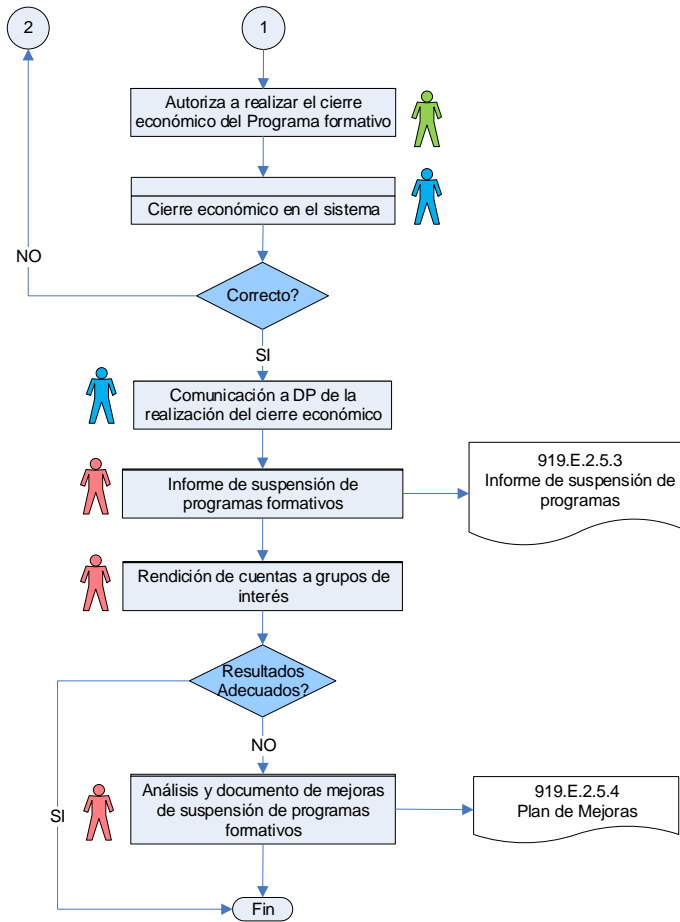 2
1
Autoriza a realizar el cierre
económico del Programa formativo
Cierre económico en el sistema
NO
Correcto?
SI
Comunicación a DP de la
realización del cierre económico
Informe de suspensión de
programas formativos
919.E.2.5.3
Informe de suspensión de
programas
Rendición de cuentas a grupos de
interés
Resultados
Adecuados?
NO
Análisis y documento de mejoras
de suspensión de programas
formativos
919.E.2.5.4
Plan de Mejoras
SI
Fin